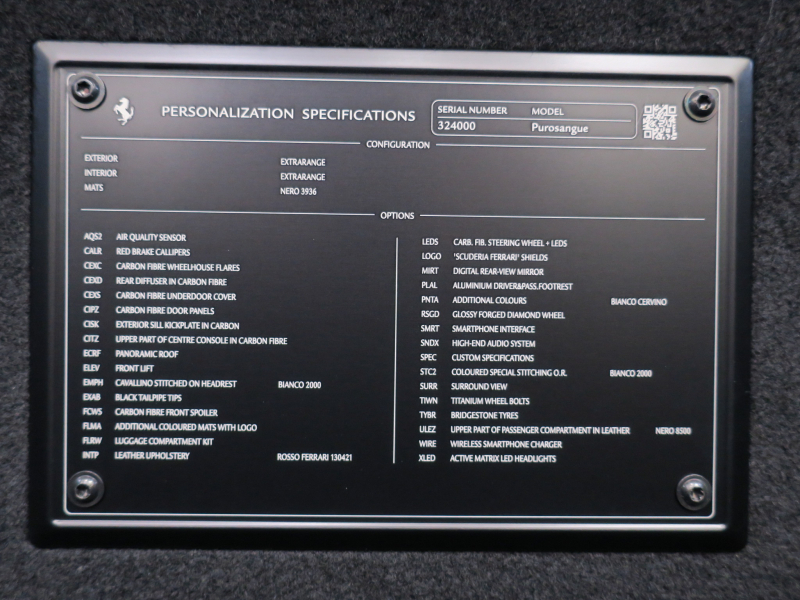 PERSONALIZATION SPECIFICATIONS
SERIAL NUMBER MODEL
324000 Purosangue
CONFIGURATION
EXTERIOR EXTRARANGE
INTERIOR EXTRARANGE
MATS NERO 3936
OPTIONS
AQS2 AIR QUALITY SENSOR
CALR RED BRAKE CALLIPERS
CEXC CARBON FIBRE WHEELHOUSE FLARES
CEXD REAR DIFFUSER IN CARBON FIBRE
CEXS CARBON FIBRE UNDERDOOR COVER
CIPZ CARBON FIBRE DOOR PANELS
CISK EXTERIOR SILL KICKPLATE IN CARBON
CITZ UPPER PART OF CENTRE CONSOLE IN CARBON FIBRE
ECRF PANORAMIC ROOF
ELEV FRONT LIFT
EMPH CAVALLINO STITCHED ON HEADREST BIANCO 2000
EXAB BLACK TAILPIPE TIPS
FCWS CARBON FIBRE FRONT SPOILER
FLMA ADDITIONAL COLOURED MATS WITH LOGO
FLRW LUGGAGE COMPARTMENT KIT
INTP LEATHER UPHOLSTERY ROSSO FERRARI 130421
LEDS CARB. FIB. STEERING WHEEL + LEDS
LOGO 'SCUDERIA FERRARI' SHIELDS
MIRT DIGITAL REAR-VIEW MIRROR
PLAL ALUMINIUM DRIVER&PASS.FOOTREST
PNTA ADDITIONAL COLOURS BIANCO CERVINO
RSGD GLOSSY FORGED DIAMOND WHEEL
SMRT SMARTPHONE INTERFACE
SNDX HIGH-END AUDIO SYSTEM
SPEC CUSTOM SPECIFICATIONS
STC2 COLOURED SPECIAL STITCHING O.R. BIANCO 2000
SURR SURROUND VIEW
TIWN TITANIUM WHEEL BOLTS
TYBR BRIDGESTONE TYRES
ULEZ UPPER PART OF PASSENGER COMPARTMENT IN LEATHER NERO 8500
WIRE WIRELESS SMARTPHONE CHARGER
XLED ACTIVE MATRIX LED HEADLIGHTS